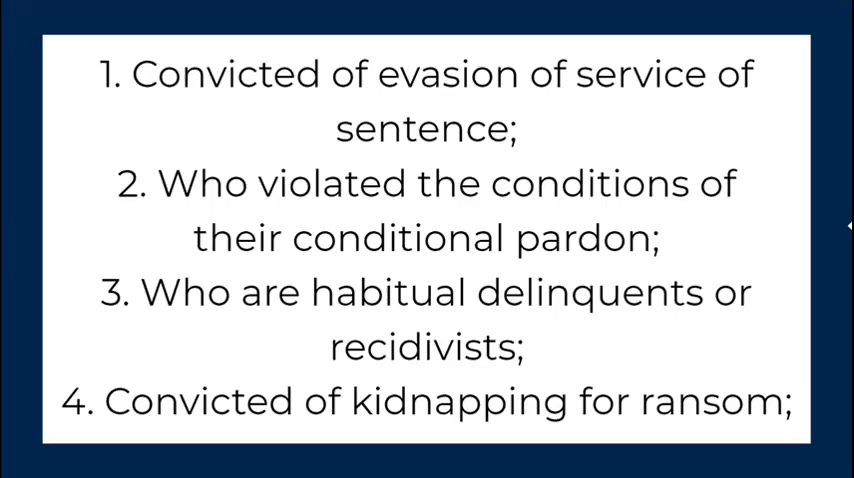 1. Convicted of evasion of service of
sentence;
2. Who violated the conditions of
their conditional pardon;
3. Who are habitual delinquents or
recidivists;
4. Convicted of kidnapping for ransom;